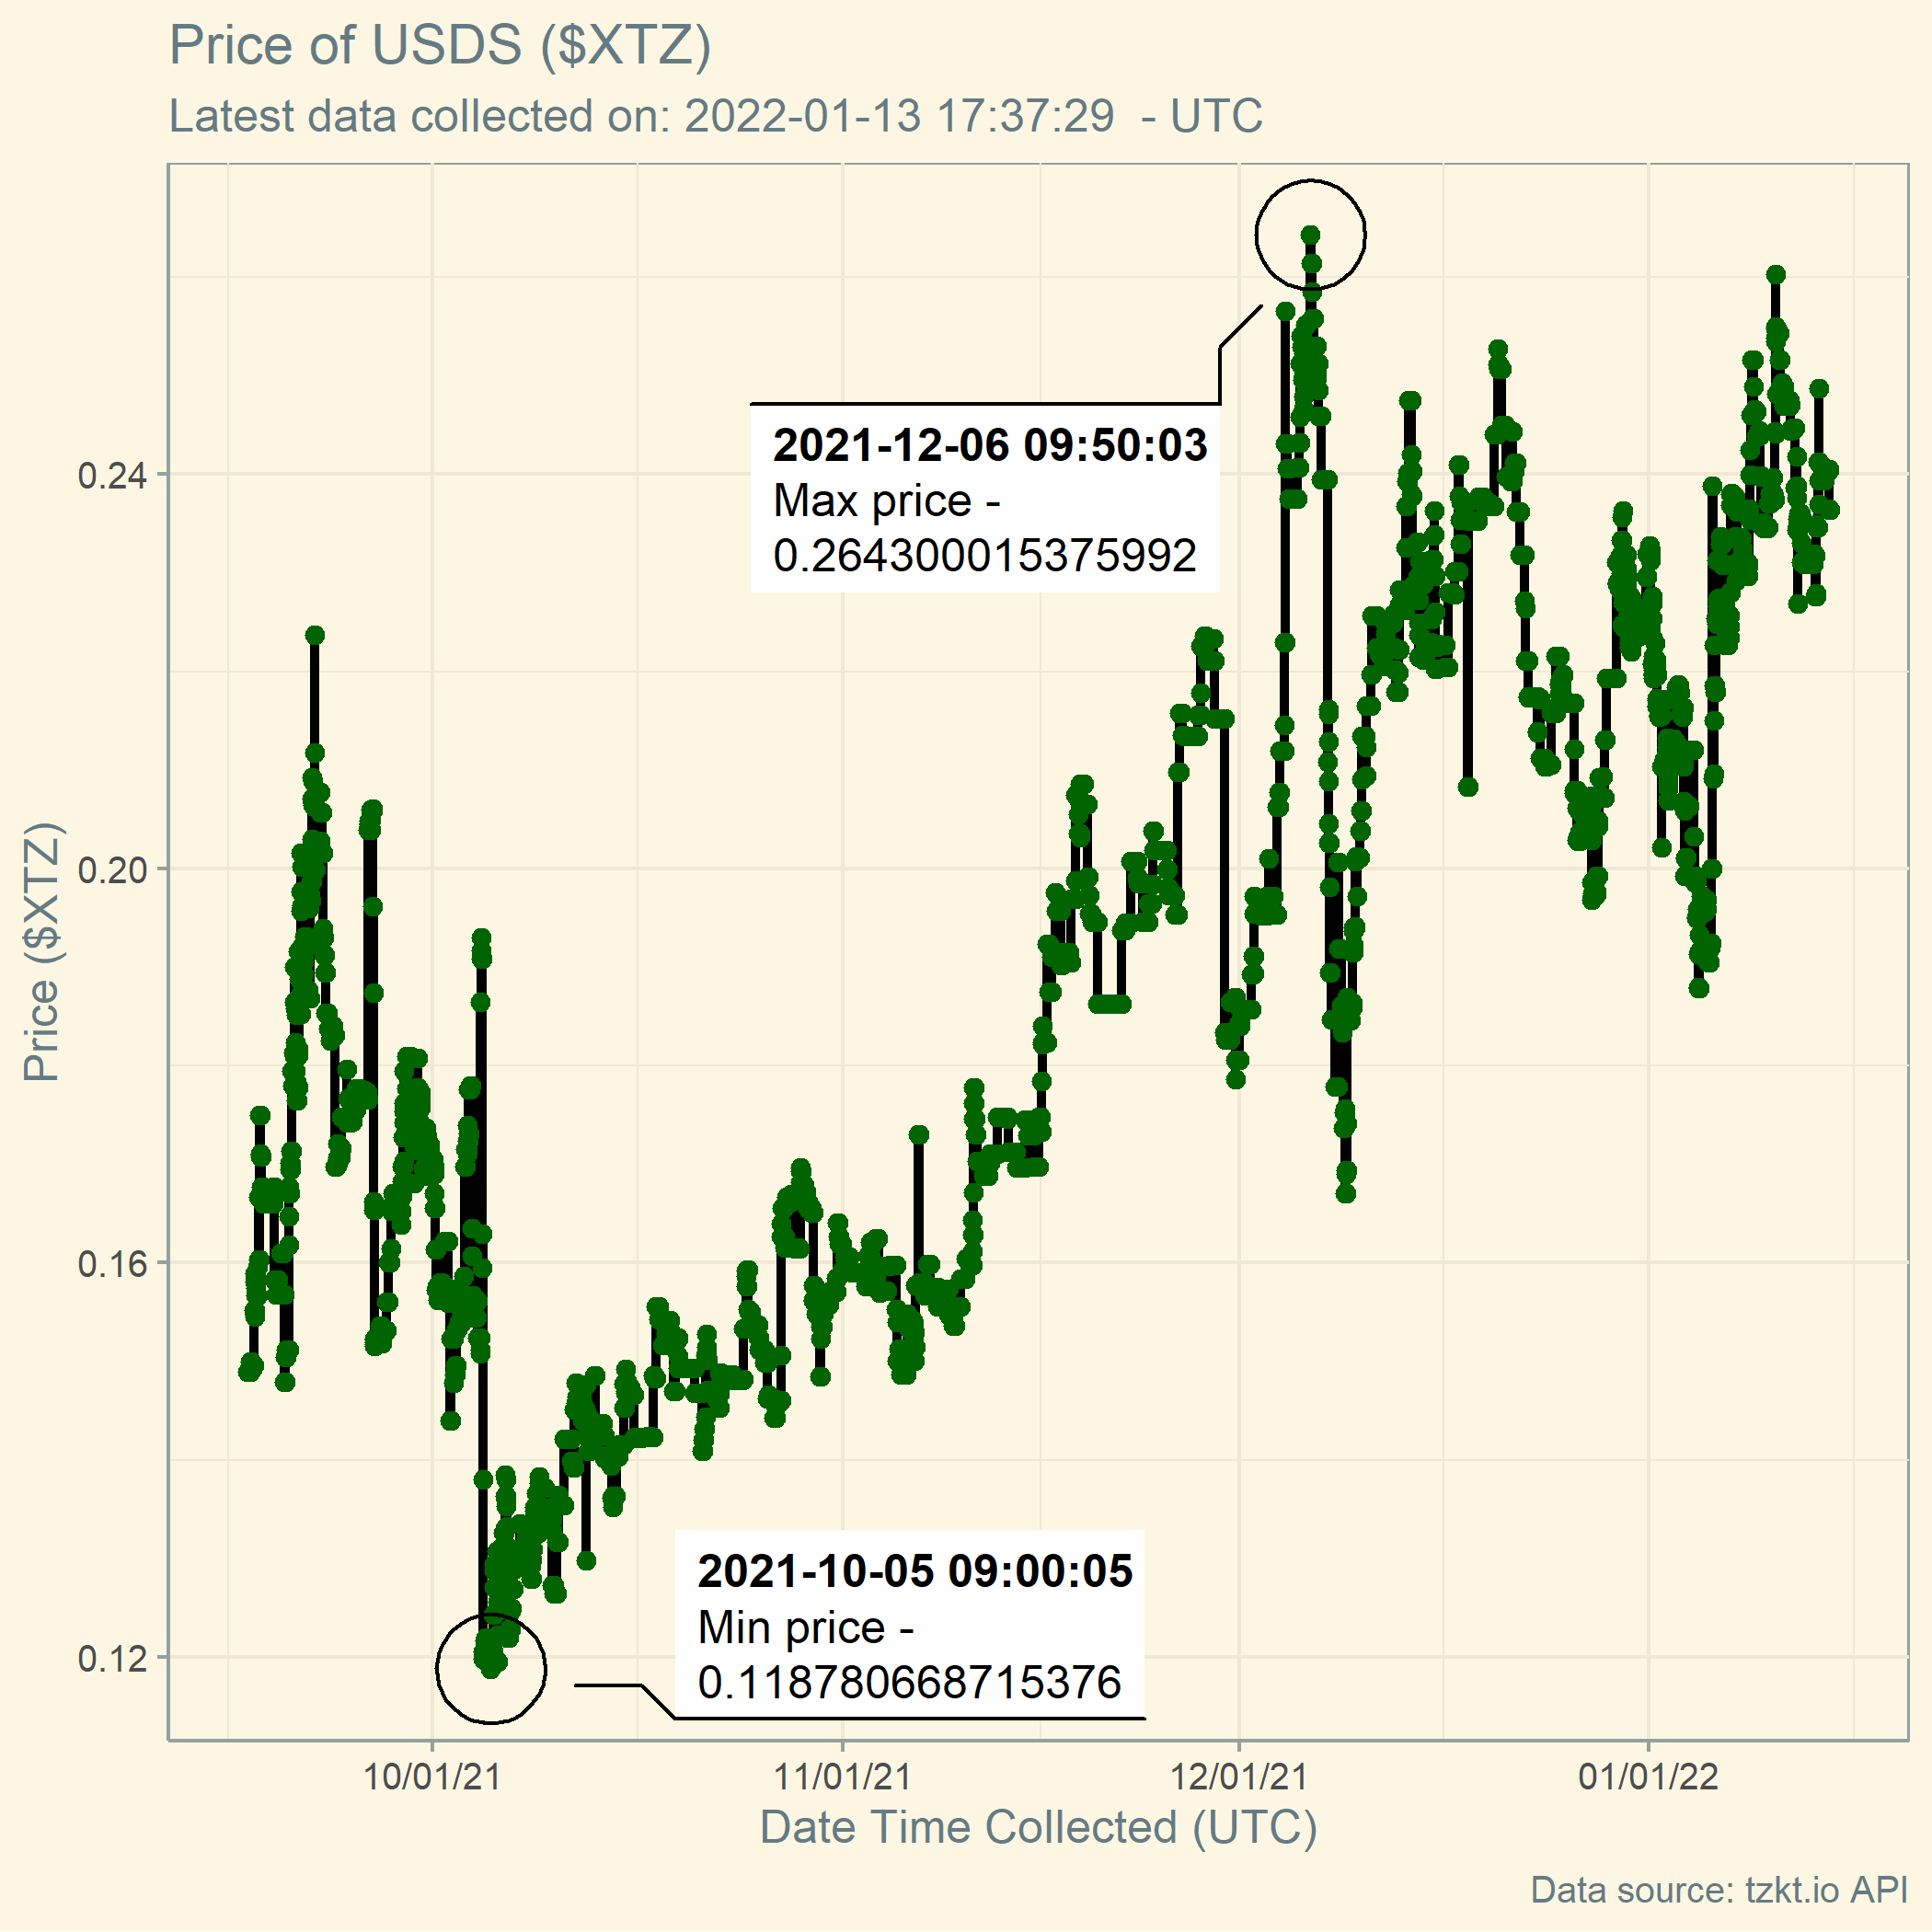 Price of USDS ($XTZ)
Latest data collected on: 2022-01-13 17:37:29  - UTC
2021-12-06 09:50:03
Max price -
0.264300015375992
0.24
0.20
0.16
0.12
Price ($XTZ)
2021-10-05 09:00:05
Min price -
0.118780668715376
10/01/21
11/01/21
12/01/21
01/01/22
Date Time Collected (UTC)
Data source: tzkt.io API